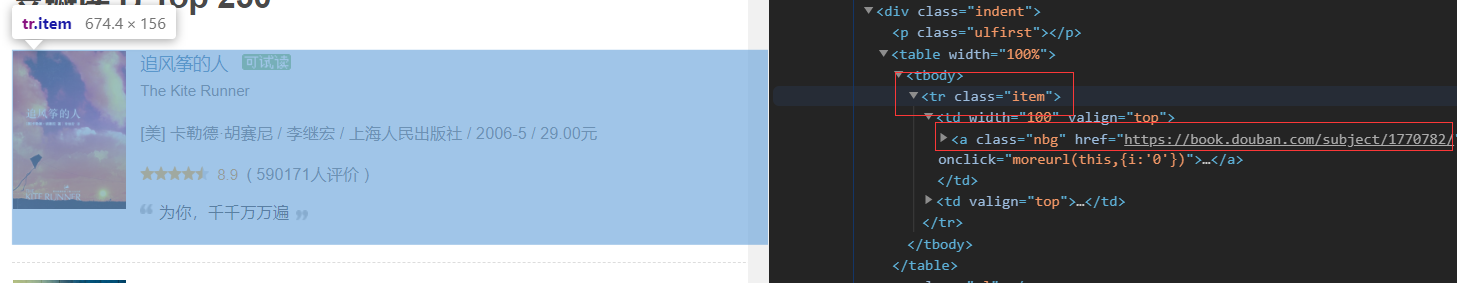 tr.item 674.4 × 156
追风筝的人 可试读
The Kite Runner
[美] 卡勒德·胡赛尼 / 李继宏 / 上海人民出版社 / 2006-5 / 29.00元
8.9 ( 590171人评价 )
❝ 为你，千千万万遍 ❞
追风筝的人
KITE RUNNER
<div class="indent">
<p class="ulfirst"></p>
<table width="100%">
<tbody>
<tr class="item">
<td width="100" valign="top">
<a class="nbg" href="https://book.douban.com/subject/1770782/"
onclick="moreurl(this,{i:'0'})">…</a>
</td>
<td valign="top">…</td>
</tr>
</tbody>
</table>